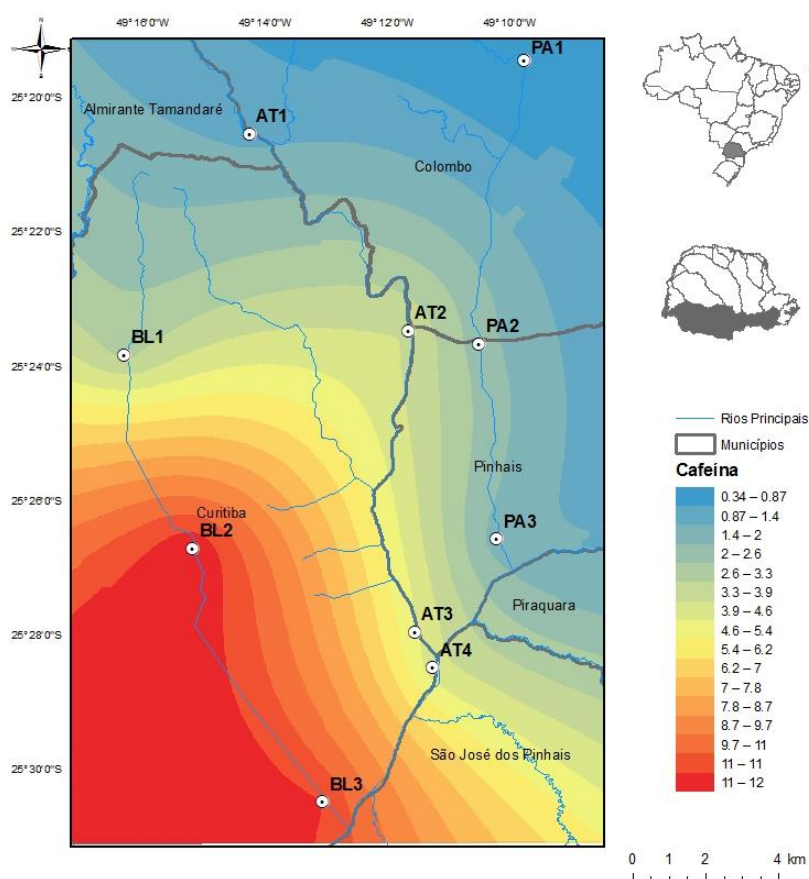 49°16'0"W 49°14'0"W 49°12'0"W 49°10'0"W
PA1
25°20'0"S
Almirante Tamandaré
AT1
Colombo
25°22'0"S
AT2
PA2
BL1
25°24'0"S
Rios Principais
Municípios
Pinhais
Cafeína
25°26'0"S
0.34 – 0.87
0.87 – 1.4
1.4 – 2
2 – 2.6
2.6 – 3.3
3.3 – 3.9
3.9 – 4.6
4.6 – 5.4
5.4 – 6.2
6.2 – 7
7 – 7.8
7.8 – 8.7
8.7 – 9.7
9.7 – 11
11 – 11
11 – 12
Curitiba
BL2
PA3
Piraquara
25°28'0"S
AT3
AT4
São José dos Pinhais
25°30'0"S
BL3
0 1 2 4 km